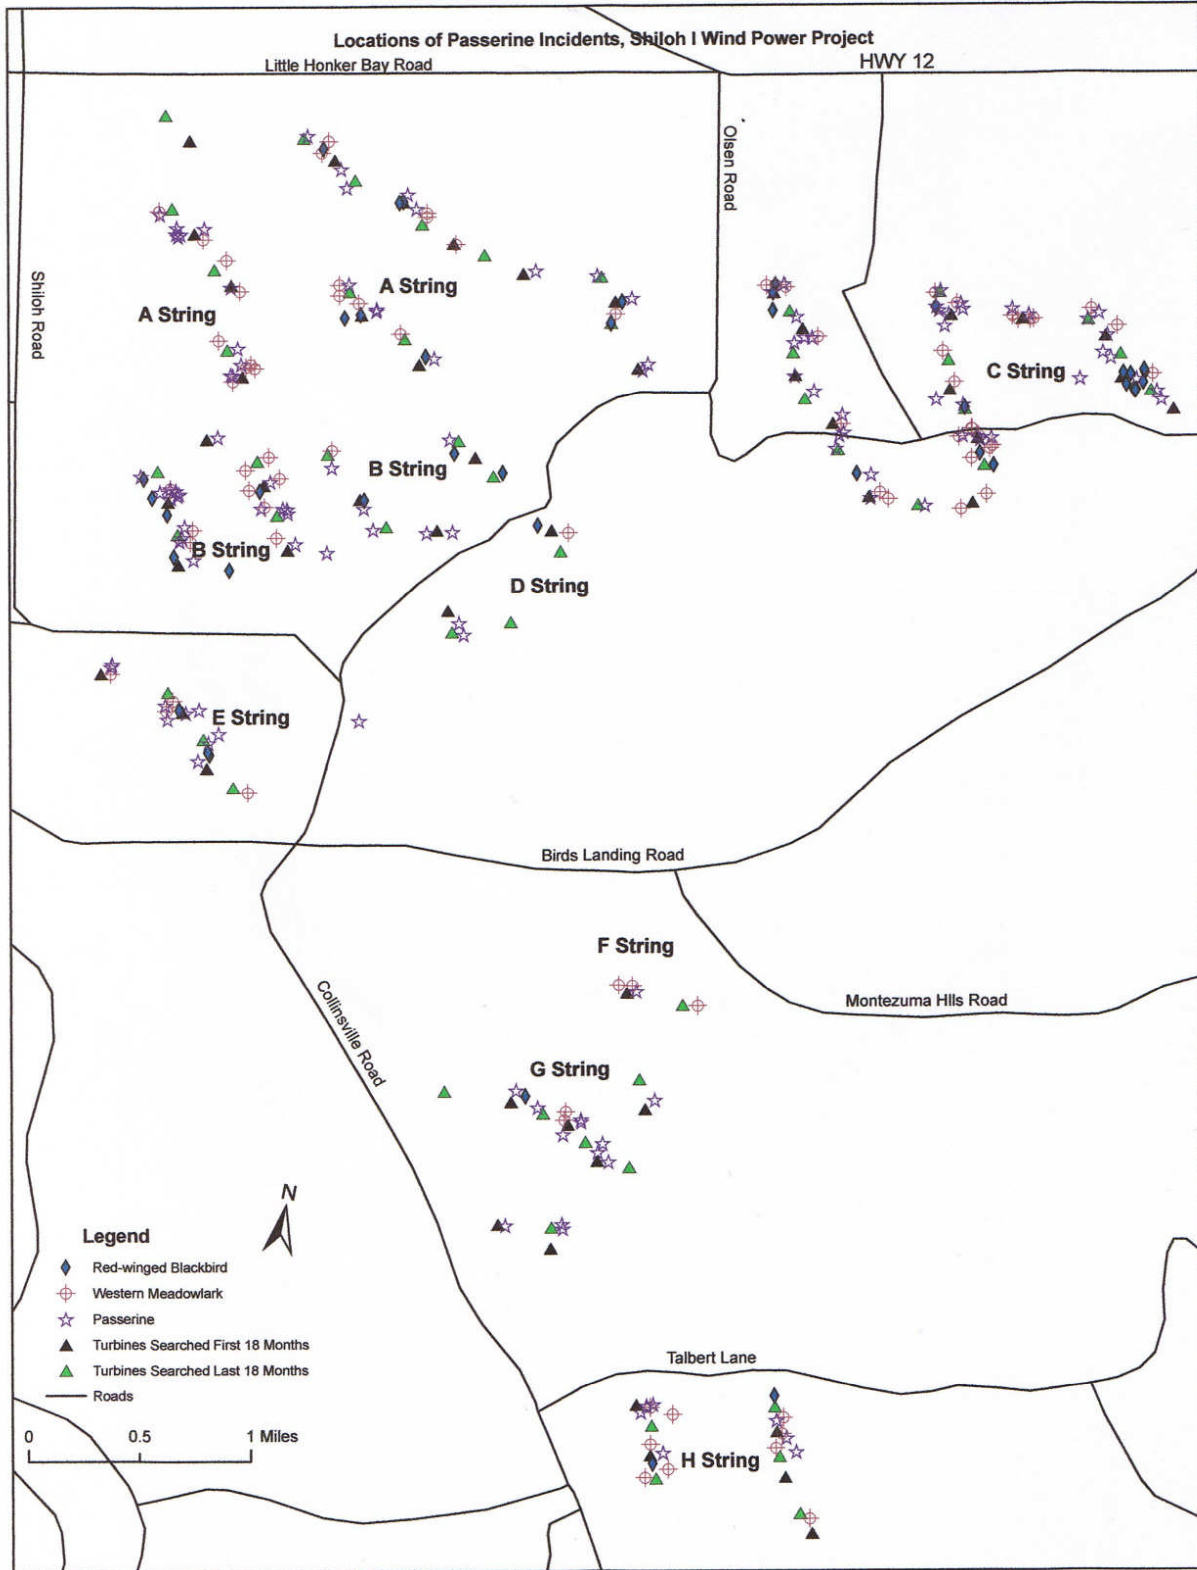 Locations of Passerine Incidents, Shiloh I Wind Power Project
Little Honker Bay Road
HWY 12
Olsen Road
Shiloh Road
A String
A String
C String
B String
B String
D String
E String
Birds Landing Road
F String
Montezuma HIls Road
Collinsville Road
G String
N
Legend
Red-winged Blackbird
Western Meadowlark
Passerine
Turbines Searched First 18 Months
Turbines Searched Last 18 Months
Roads
0 0.5 1 Miles
Talbert Lane
H String